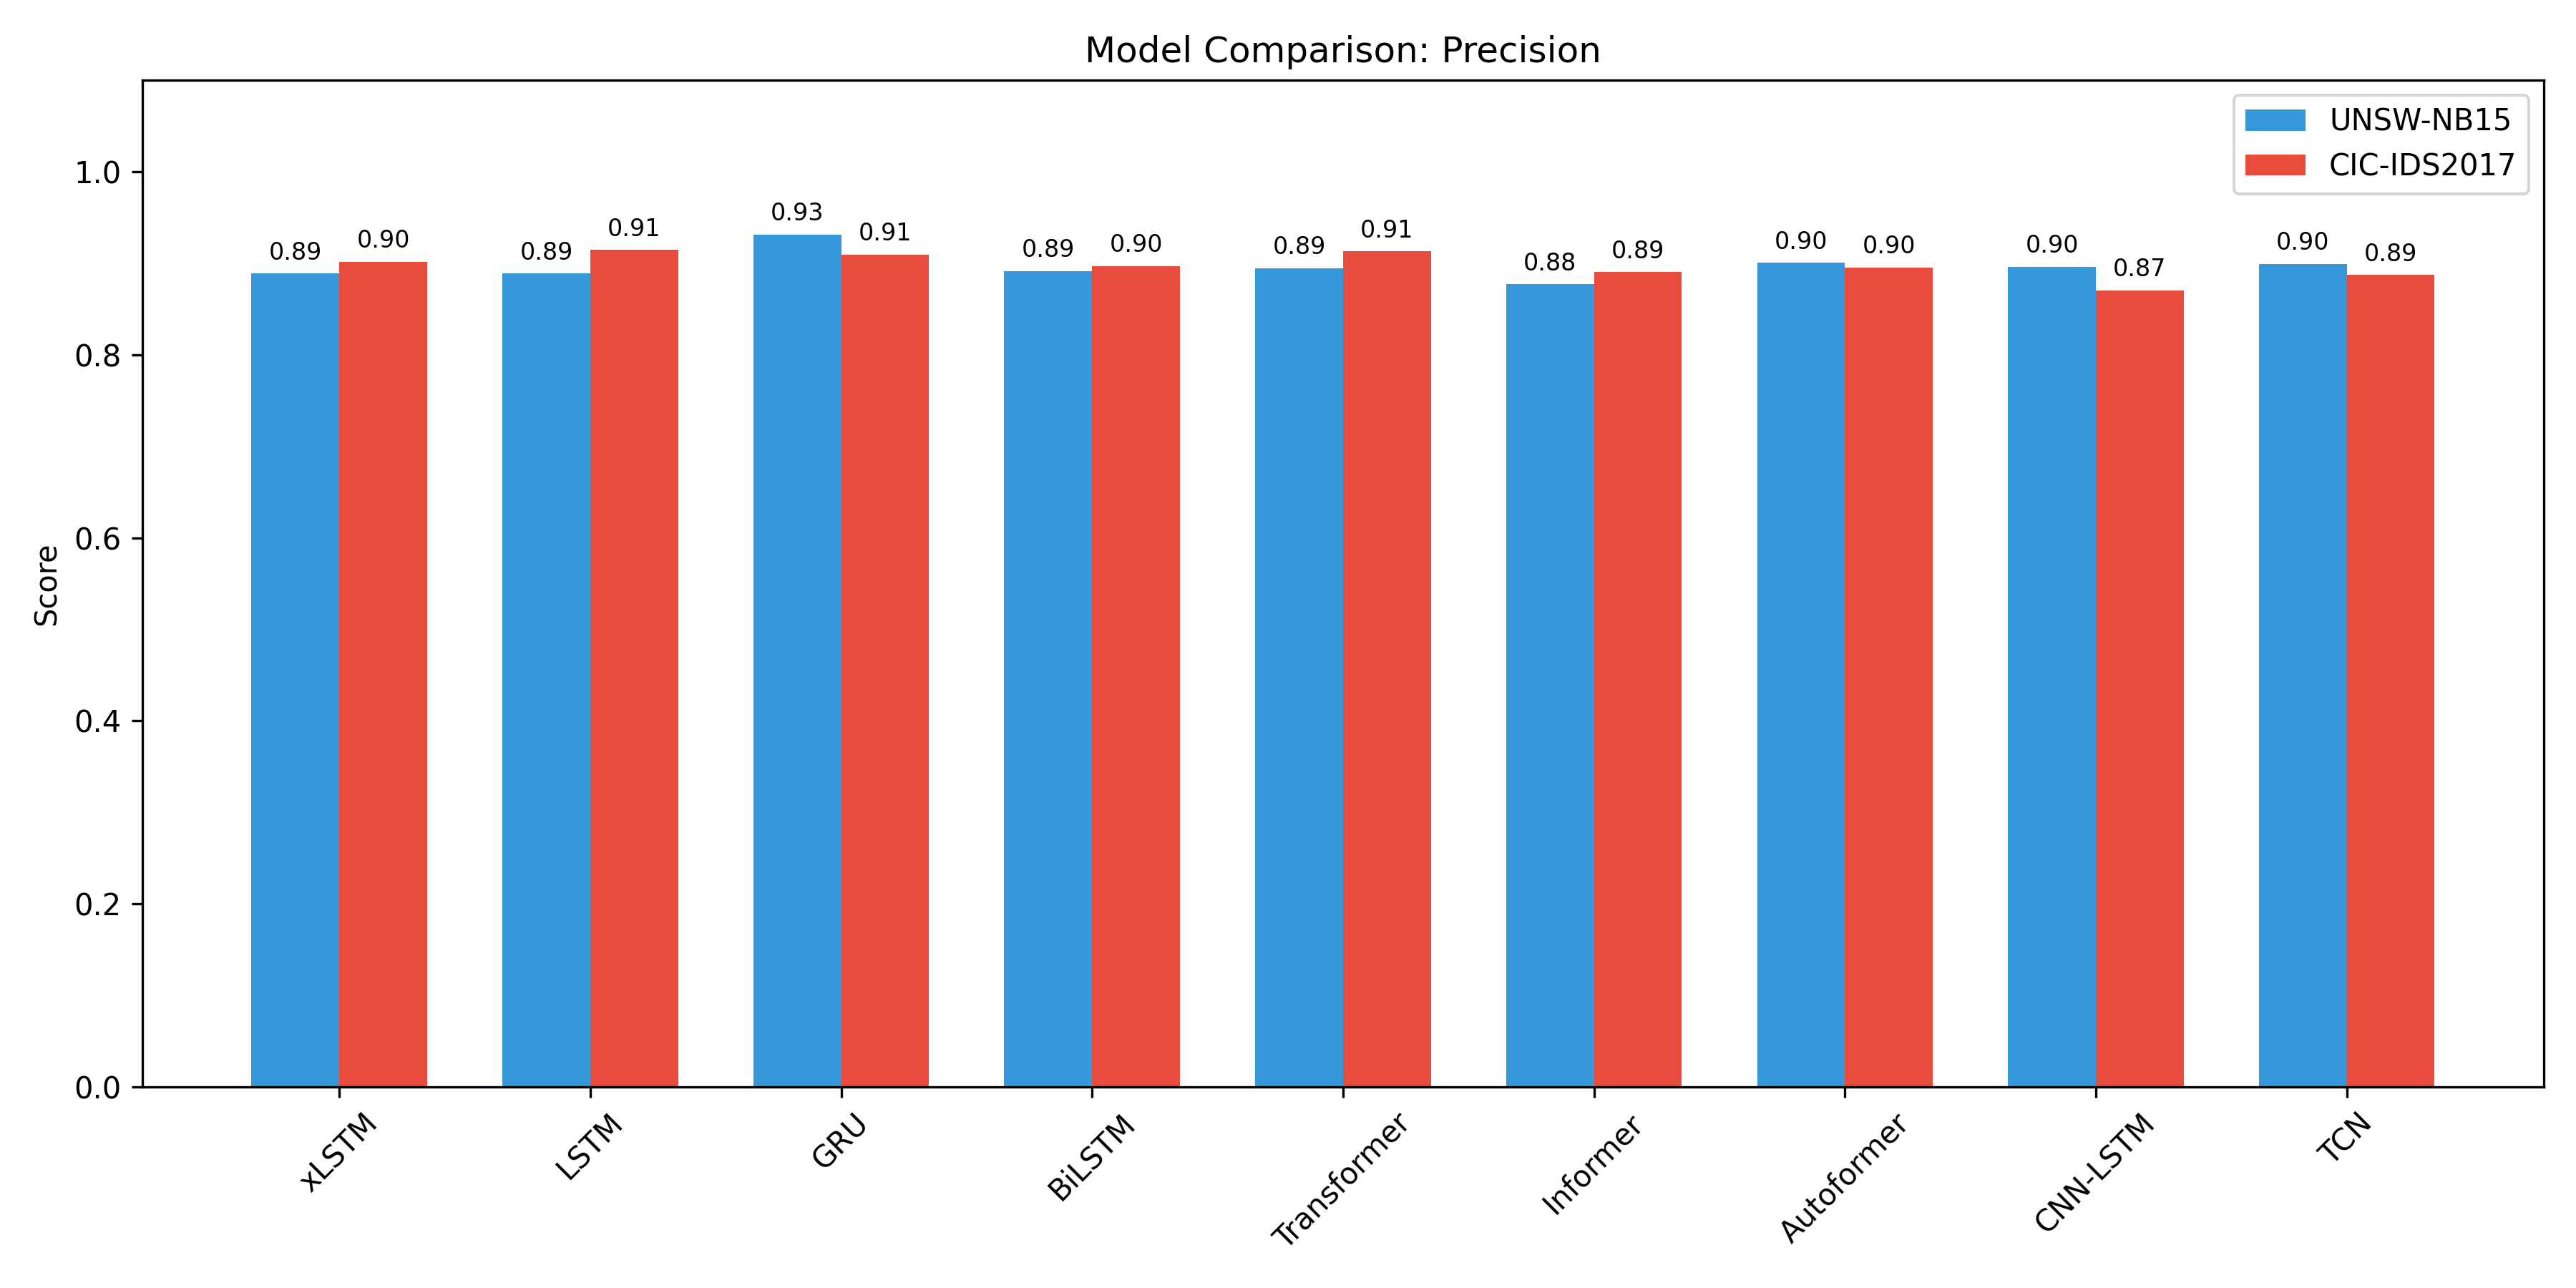 Model Comparison: Precision
UNSW-NB15
CIC-IDS2017
Score
1.0
0.8
0.6
0.4
0.2
0.0
0.89 0.90 0.89 0.91 0.93 0.91 0.89 0.90 0.89 0.91 0.88 0.89 0.90 0.90 0.90 0.87 0.90 0.89
xLSTM LSTM GRU BiLSTM Transformer Informer Autoformer CNN-LSTM TCN